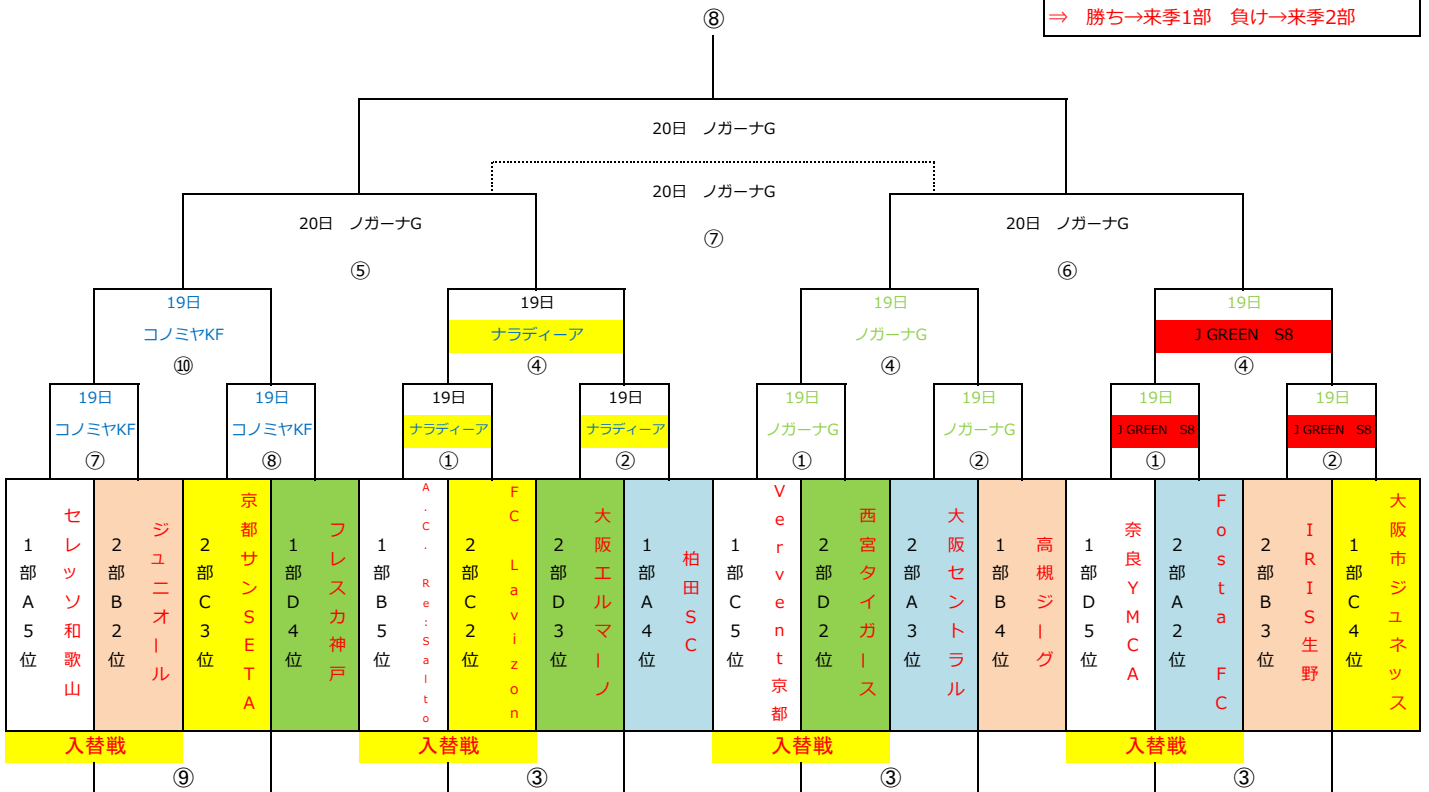 ⇒　勝ち→来季1部　負け→来季2部
⑧
20日　ノガーナG
20日　ノガーナG
⑦
20日　ノガーナG
⑤
20日　ノガーナG
⑥
19日
コノミヤKF
⑩
19日
ナラディーア
④
19日
ノガーナG
④
19日
J GREEN　S8
④
19日
コノミヤKF
⑦
19日
コノミヤKF
⑧
19日
ナラディーア
①
19日
ナラディーア
②
19日
ノガーナG
①
19日
ノガーナG
②
19日
J GREEN　S8
①
19日
J GREEN　S8
②
1部A5位
セレッソ和歌山
2部B2位
ジュニオール
2部C3位
京都サンSETA
1部D4位
フレスカ神戸
1部B5位
A.C. Re:Salto
2部C2位
FC Lavizon
2部D3位
大阪エルマーノ
1部A4位
柏田SC
1部C5位
Vervent京都
2部D2位
西宮タイガース
2部A3位
大阪セントラル
1部B4位
高槻ジーグ
1部D5位
奈良YMCA
2部A2位
Fosta FC
2部B3位
IRIS生野
1部C4位
大阪市ジュネッス
入替戦
入替戦
入替戦
入替戦
⑨
③
③
③